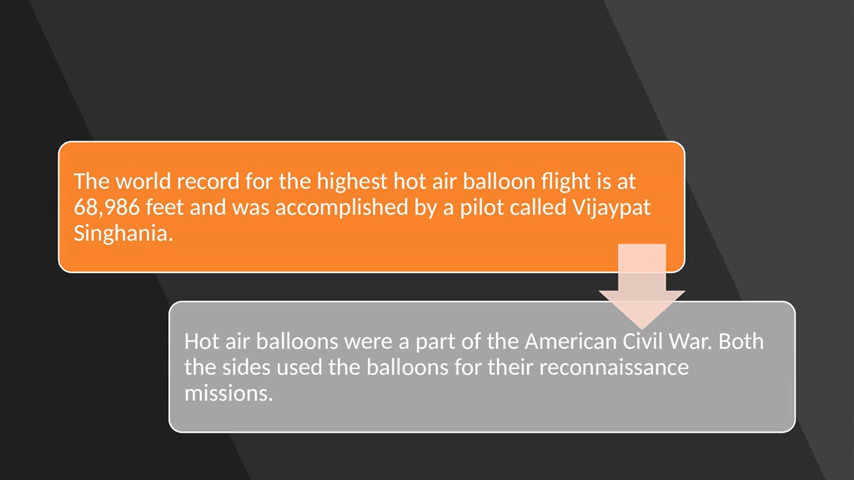 The world record for the highest hot air balloon flight is at
68,986 feet and was accomplished by a pilot called Vijaypat
Singhania.
Hot air balloons were a part of the American Civil War. Both
the sides used the balloons for their reconnaissance
missions.